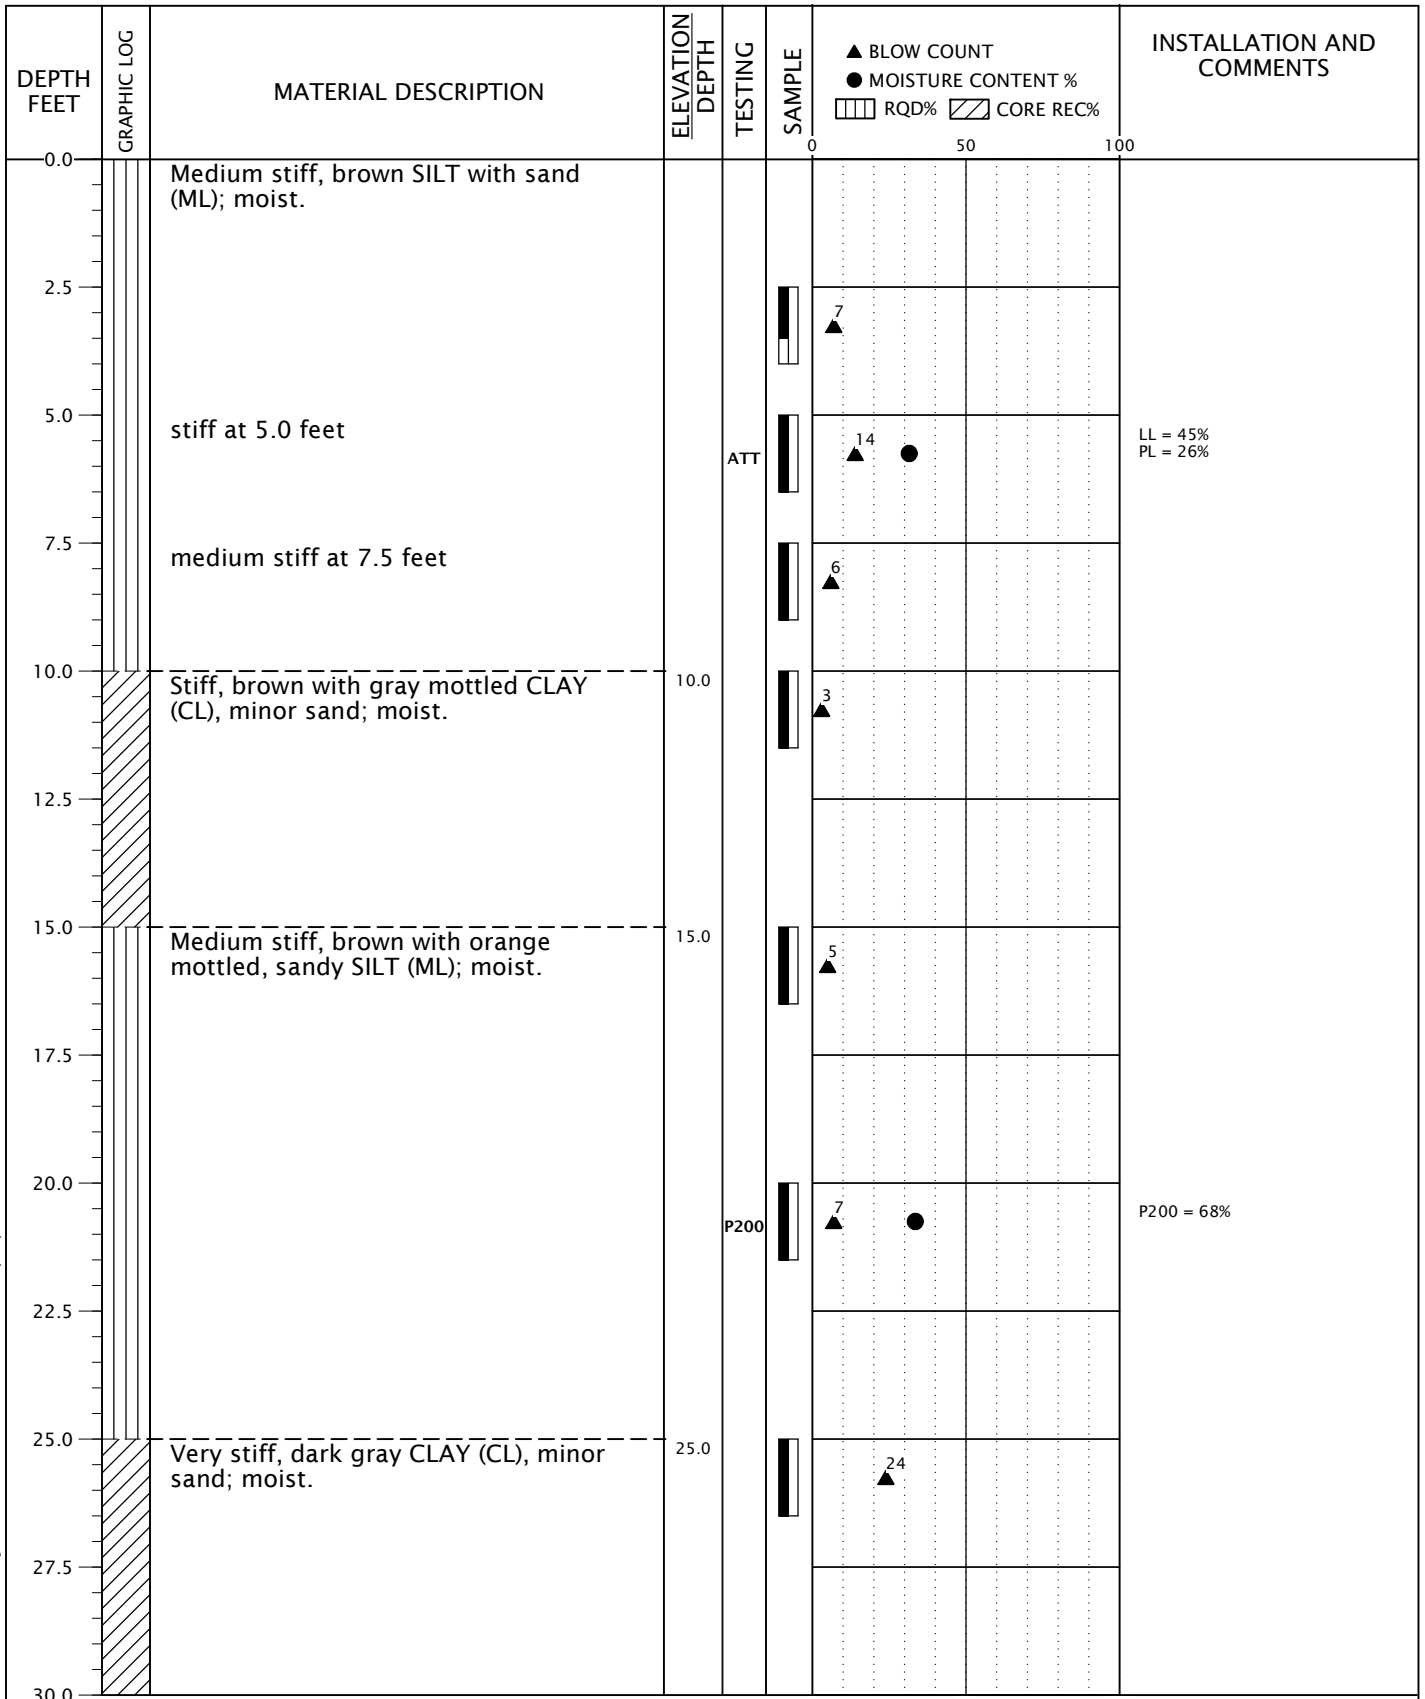 DEPTH
FEET
GRAPHIC LOG
MATERIAL DESCRIPTION
ELEVATION
DEPTH
TESTING
SAMPLE
▲ BLOW COUNT
● MOISTURE CONTENT %
RQD% CORE REC%
0 50 100
INSTALLATION AND
COMMENTS
0.0
Medium stiff, brown SILT with sand
(ML); moist.
2.5
7
5.0
stiff at 5.0 feet
ATT
14
LL = 45%
PL = 26%
7.5
medium stiff at 7.5 feet
6
10.0
Stiff, brown with gray mottled CLAY
(CL), minor sand; moist.
10.0
3
12.5
15.0
Medium stiff, brown with orange
mottled, sandy SILT (ML); moist.
15.0
5
17.5
20.0
P200
7
P200 = 68%
22.5
25.0
Very stiff, dark gray CLAY (CL), minor
sand; moist.
25.0
24
27.5
30.0